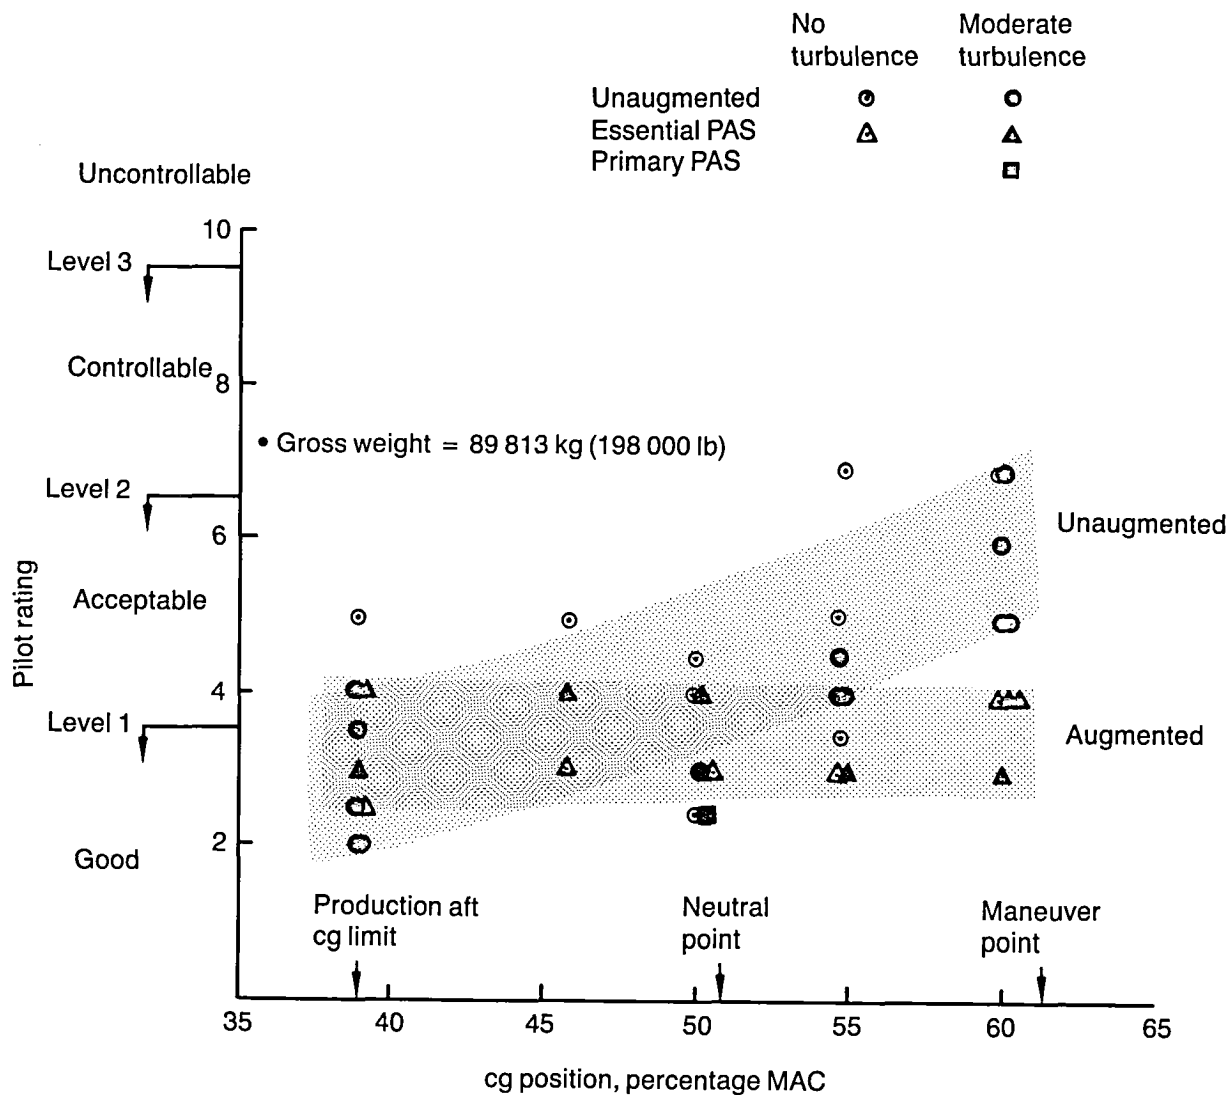 No turbulence
Moderate turbulence
Unaugmented
Essential PAS
Primary PAS
Uncontrollable
10
Level 3
Controllable
8
• Gross weight = 89 813 kg (198 000 lb)
Level 2
6
Unaugmented
Pilot rating
Acceptable
4
Level 1
Augmented
Good
2
Production aft
cg limit
Neutral
point
Maneuver
point
35
40
45
50
55
60
65
cg position, percentage MAC